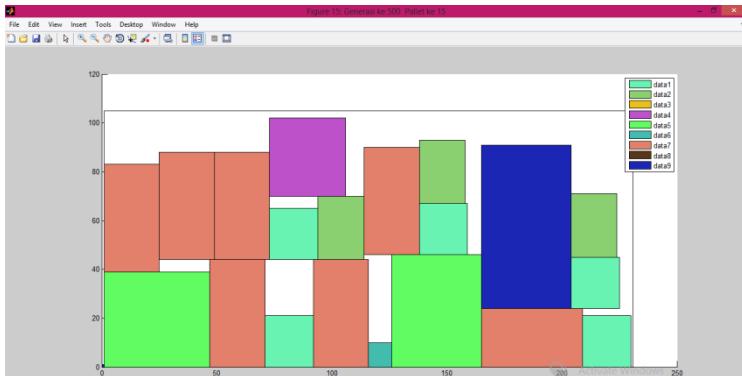 Figure 15: Generasi ke 500 Pallet ke 15
File Edit View Insert Tools Desktop Window Help
120
100
80
60
40
20
0
0 50 100 150 200 250
data1
data2
data3
data4
data5
data6
data7
data8
data9
Activate Windows